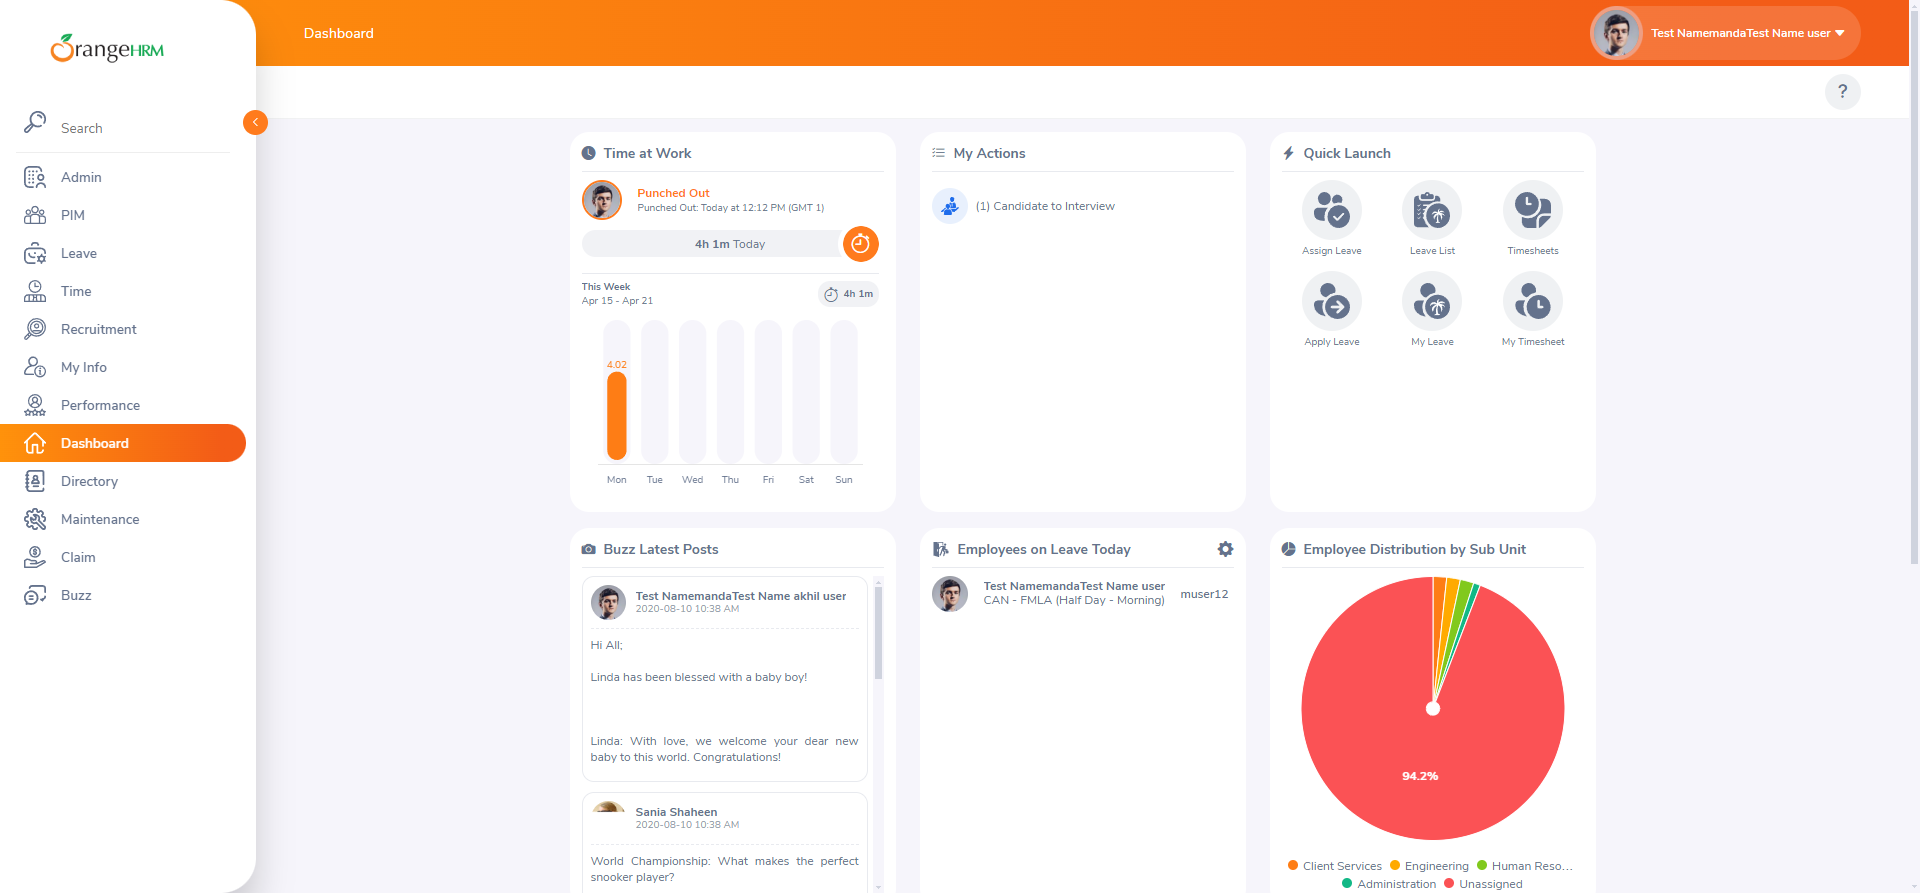 OrangeHRM
Dashboard
Test NamemandaTest Name user
?
Search
Admin
PIM
Leave
Time
Recruitment
My Info
Performance
Dashboard
Directory
Maintenance
Claim
Buzz
Time at Work
Punched Out
Punched Out: Today at 12:12 PM (GMT 1)
4h 1m Today
This Week
Apr 15 - Apr 21
4h 1m
4.02
Mon Tue Wed Thu Fri Sat Sun
My Actions
(1) Candidate to Interview
Quick Launch
Assign Leave Leave List Timesheets
Apply Leave My Leave My Timesheet
Buzz Latest Posts
Test NamemandaTest Name akhil user
2020-08-10 10:38 AM
Hi All;
Linda has been blessed with a baby boy!
Linda: With love, we welcome your dear new
baby to this world. Congratulations!
Sania Shaheen
2020-08-10 10:38 AM
World Championship: What makes the perfect
snooker player?
Employees on Leave Today
Test NamemandaTest Name user
CAN - FMLA (Half Day - Morning)
muser12
Employee Distribution by Sub Unit
94.2%
Client Services Engineering Human Reso...
Administration Unassigned